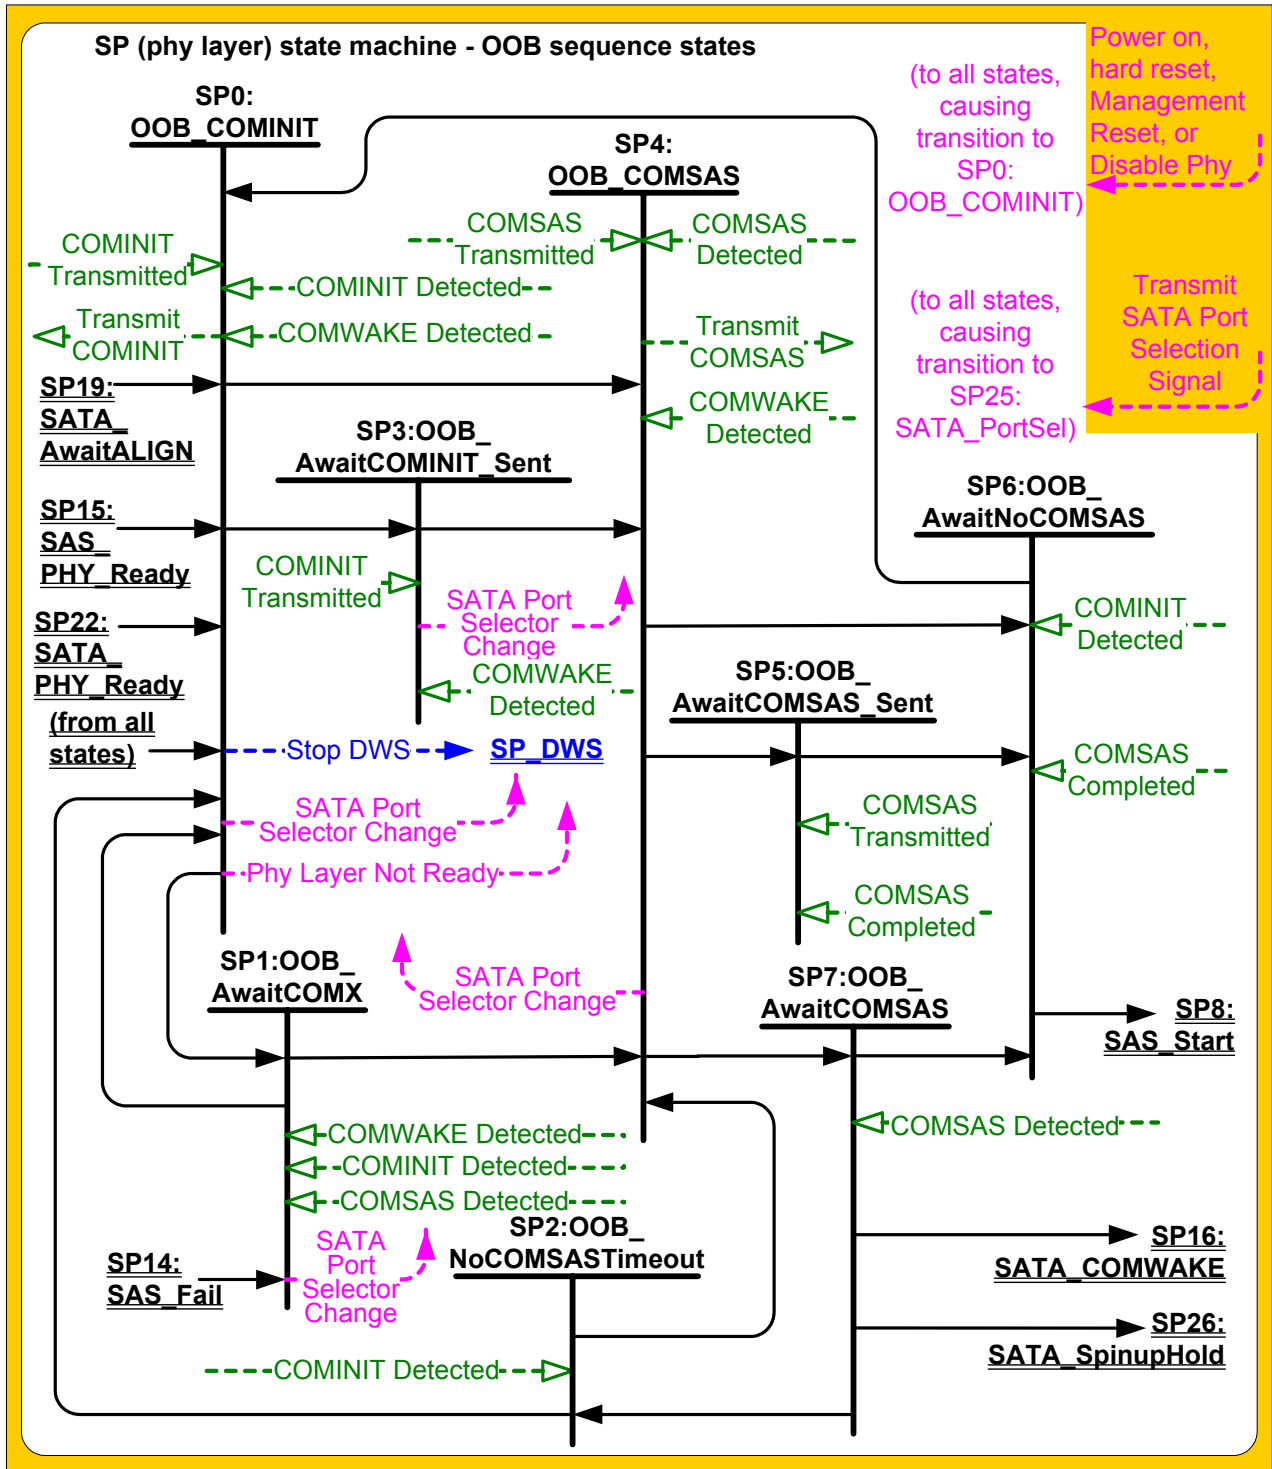 SP (phy layer) state machine - OOB sequence states
Power on,
hard reset,
Management
Reset, or
Disable Phy
(to all states,
causing
transition to
SP0:
OOB_COMINIT)
SP0:
OOB_COMINIT
SP4:
OOB_COMSAS
COMSAS
Transmitted
COMSAS
Detected
COMINIT
Transmitted
COMINIT Detected
Transmit
COMINIT
COMWAKE Detected
Transmit
COMSAS
(to all states,
causing
transition to
SP25:
SATA_PortSel)
Transmit
SATA Port
Selection
Signal
SP19:
SATA_
AwaitALIGN
COMWAKE
Detected
SP3:OOB_
AwaitCOMINIT_Sent
SP6:OOB_
AwaitNoCOMSAS
SP15:
SAS_
PHY_Ready
COMINIT
Transmitted
SATA Port
Selector
Change
COMINIT
Detected
SP22:
SATA_
PHY_Ready
COMWAKE
Detected
SP5:OOB_
AwaitCOMSAS_Sent
(from all
states)
Stop DWS
SP_DWS
COMSAS
Completed
SATA Port
Selector Change
COMSAS
Transmitted
Phy Layer Not Ready
COMSAS
Completed
SP1:OOB_
AwaitCOMX
SATA Port
Selector Change
SP7:OOB_
AwaitCOMSAS
SP8:
SAS_Start
COMWAKE Detected
COMINIT Detected
COMSAS Detected
COMSAS Detected
SP14:
SAS_Fail
SATA
Port
Selector
Change
SP2:OOB_
NoCOMSASTimeout
SP16:
SATA_COMWAKE
SP26:
SATA_SpinupHold
COMINIT Detected